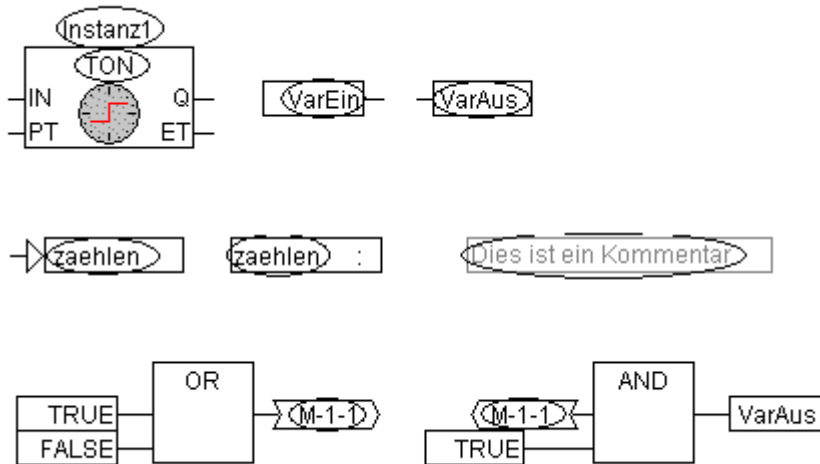 Instanz1
TON
IN Q
PT ET
VarEin VarAus
zaehlen zaehlen : Dies ist ein Kommentar
OR AND
TRUE M-1-1 M-1-1 VarAus
FALSE TRUE